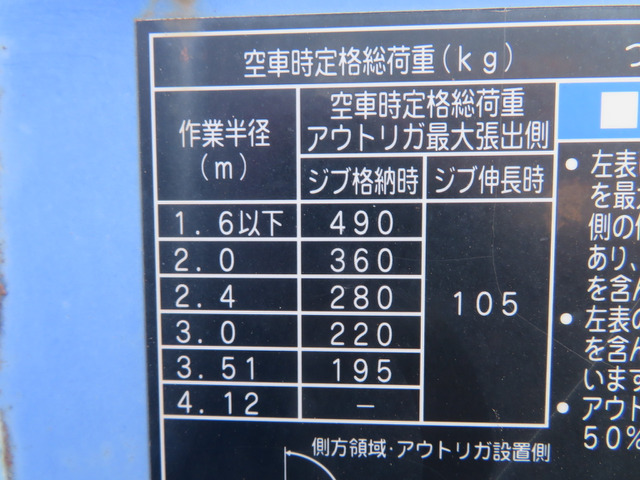 空車時定格総荷重(kg)
作業半径
(m)
空車時定格総荷重
アウトリガ最大張出側
ジブ格納時 ジブ伸長時
1.6以下 490
2.0 360
2.4 280
105
3.0 220
3.51 195
4.12 －
側方領域・アウトリガ設置側
● 左表
を最
側の
あり、
を含ん
● 左表の
を含ん
います
● アウ
50%